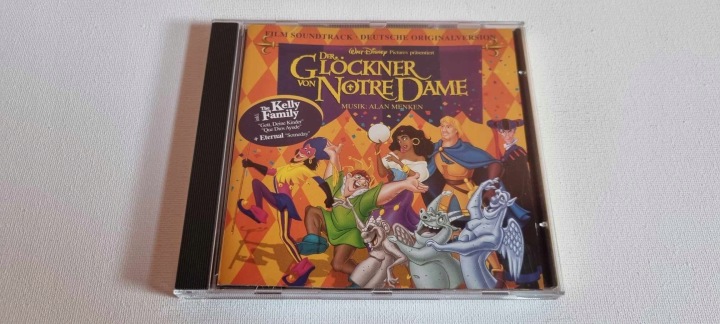 FILM SOUNDTRACK · DEUTSCHE ORIGINALVERSION
WALT DISNEY Pictures präsentiert
DER
GLÖCKNER
VON NOTRE DAME
MUSIK: ALAN MENKEN
incl.
The Kelly
Family
"Gott, Deine Kinder"
"Que Dios Ayude"
+ Eternal "Someday"